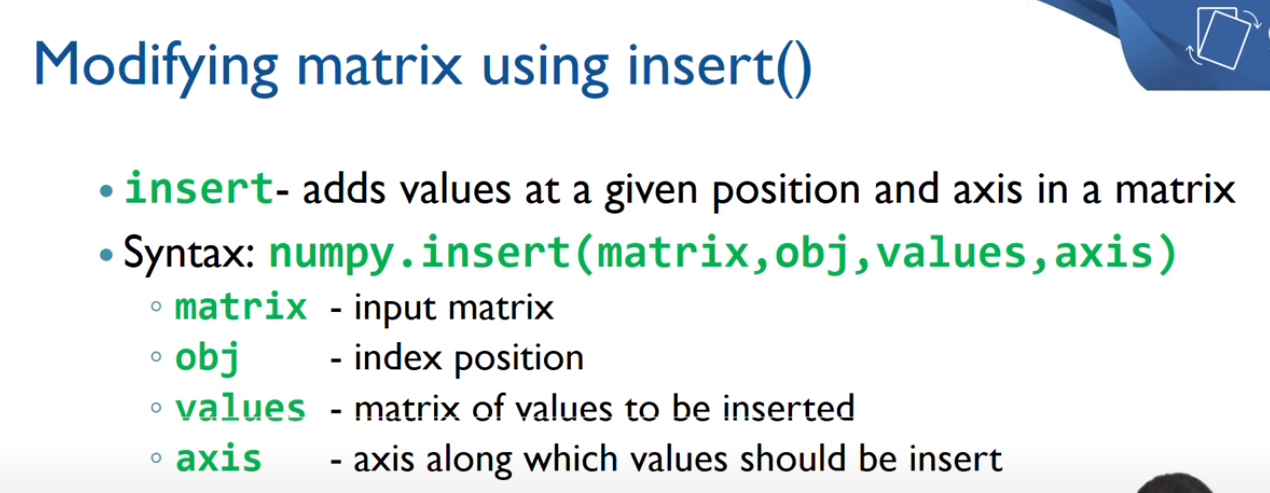 Modifying matrix using insert()
• insert- adds values at a given position and axis in a matrix
• Syntax: numpy.insert(matrix,obj,values,axis)
◦ matrix - input matrix
◦ obj - index position
◦ values - matrix of values to be inserted
◦ axis - axis along which values should be insert